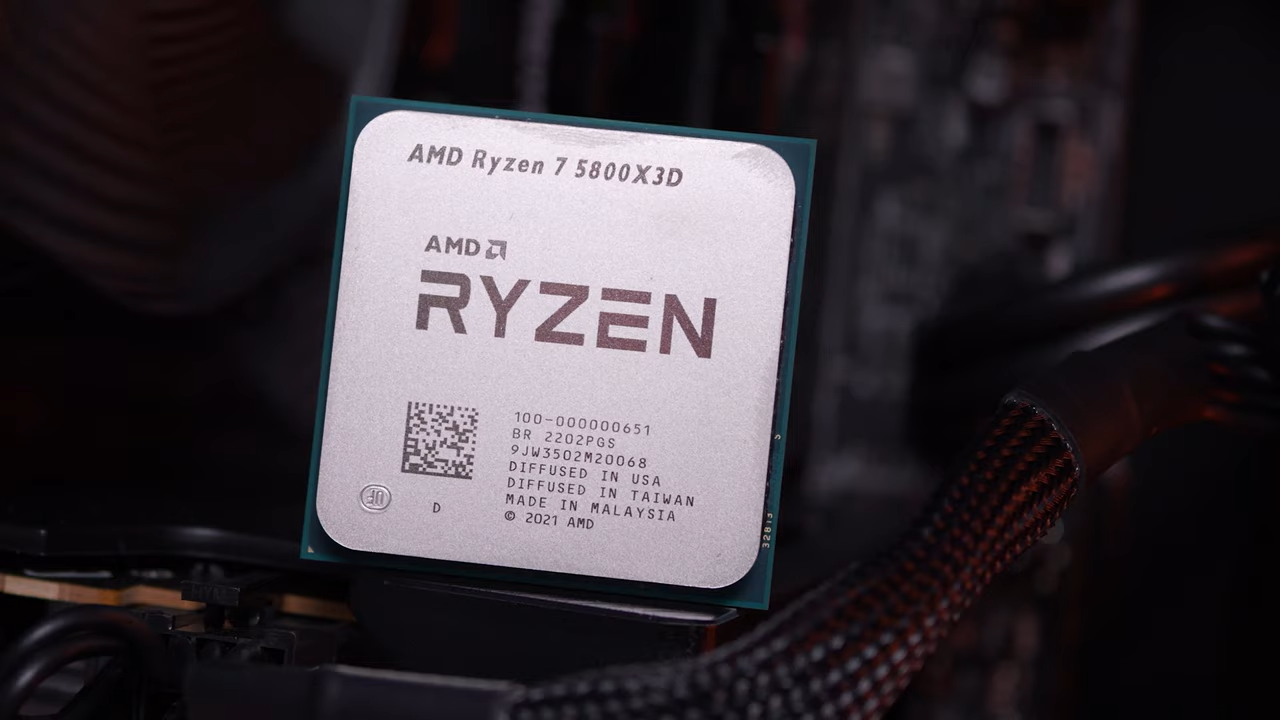 AMD Ryzen 7 5800X3D
AMD
RYZEN
100-000000651
BR 2202PGS
9JW3502M20068
DIFFUSED IN USA
DIFFUSED IN TAIWAN
MADE IN MALAYSIA
© 2021 AMD
D